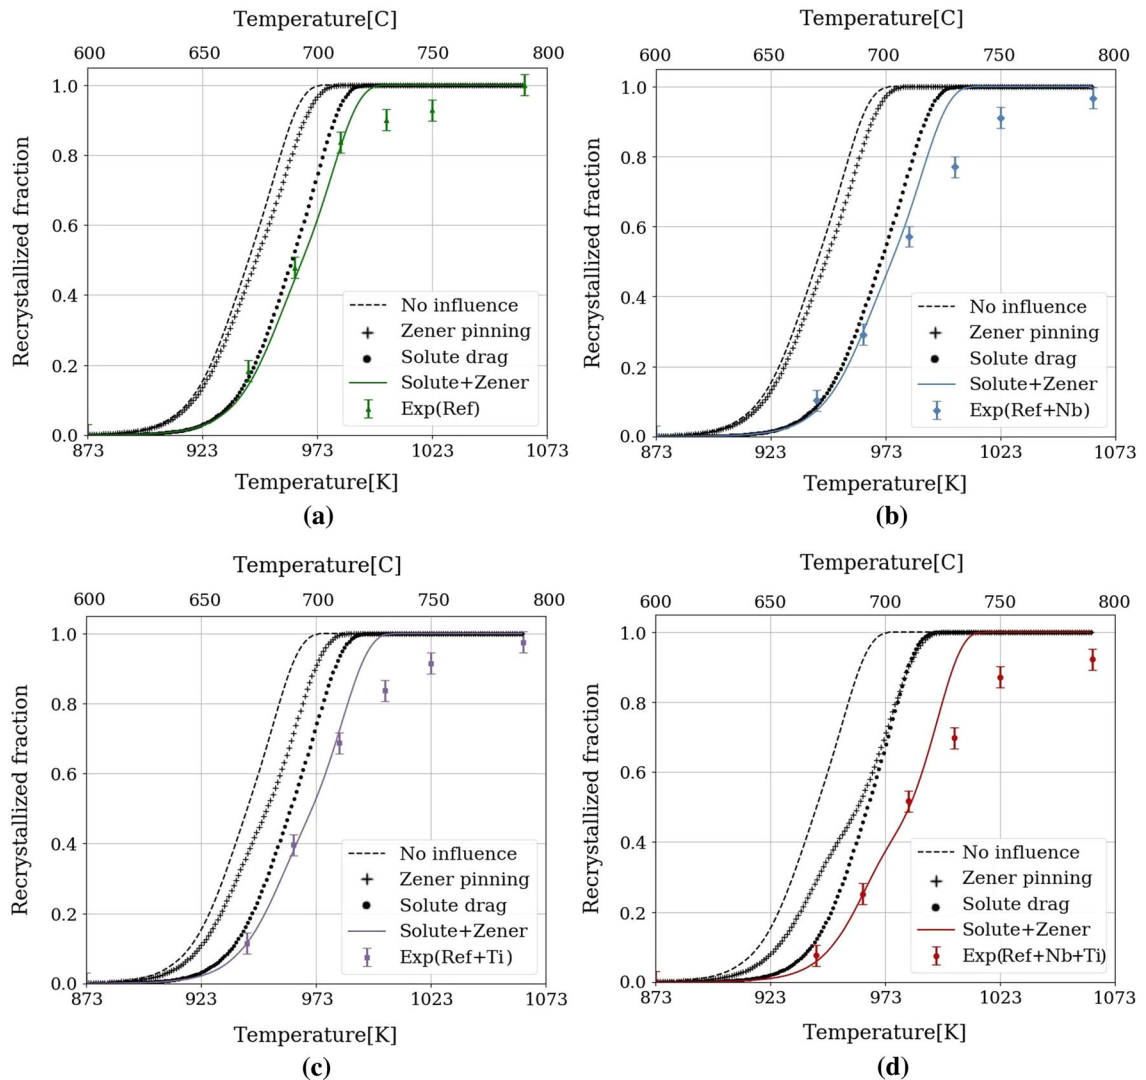 Temperature[C]
600 650 700 750 800
1.0
0.8
0.6
0.4
0.2
0.0
Recrystallized fraction
No influence
Zener pinning
Solute drag
Solute+Zener
Exp(Ref)
873 923 973 1023 1073
Temperature[K]
(a)
Temperature[C]
600 650 700 750 800
1.0
0.8
0.6
0.4
0.2
0.0
Recrystallized fraction
No influence
Zener pinning
Solute drag
Solute+Zener
Exp(Ref+Nb)
873 923 973 1023 1073
Temperature[K]
(b)
Temperature[C]
600 650 700 750 800
1.0
0.8
0.6
0.4
0.2
0.0
Recrystallized fraction
No influence
Zener pinning
Solute drag
Solute+Zener
Exp(Ref+Ti)
873 923 973 1023 1073
Temperature[K]
(c)
Temperature[C]
600 650 700 750 800
1.0
0.8
0.6
0.4
0.2
0.0
Recrystallized fraction
No influence
Zener pinning
Solute drag
Solute+Zener
Exp(Ref+Nb+Ti)
873 923 973 1023 1073
Temperature[K]
(d)